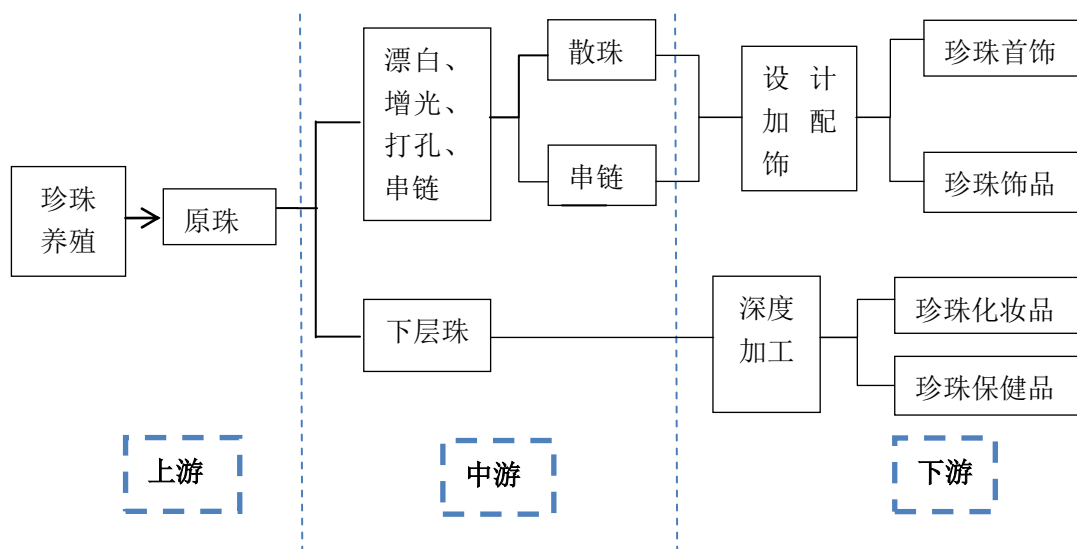 珍珠
养殖
原珠
漂白、
增光、
打孔、
串链
散珠
串链
下层珠
设计
加配
饰
深度
加工
珍珠首饰
珍珠饰品
珍珠化妆品
珍珠保健品
上游
中游
下游